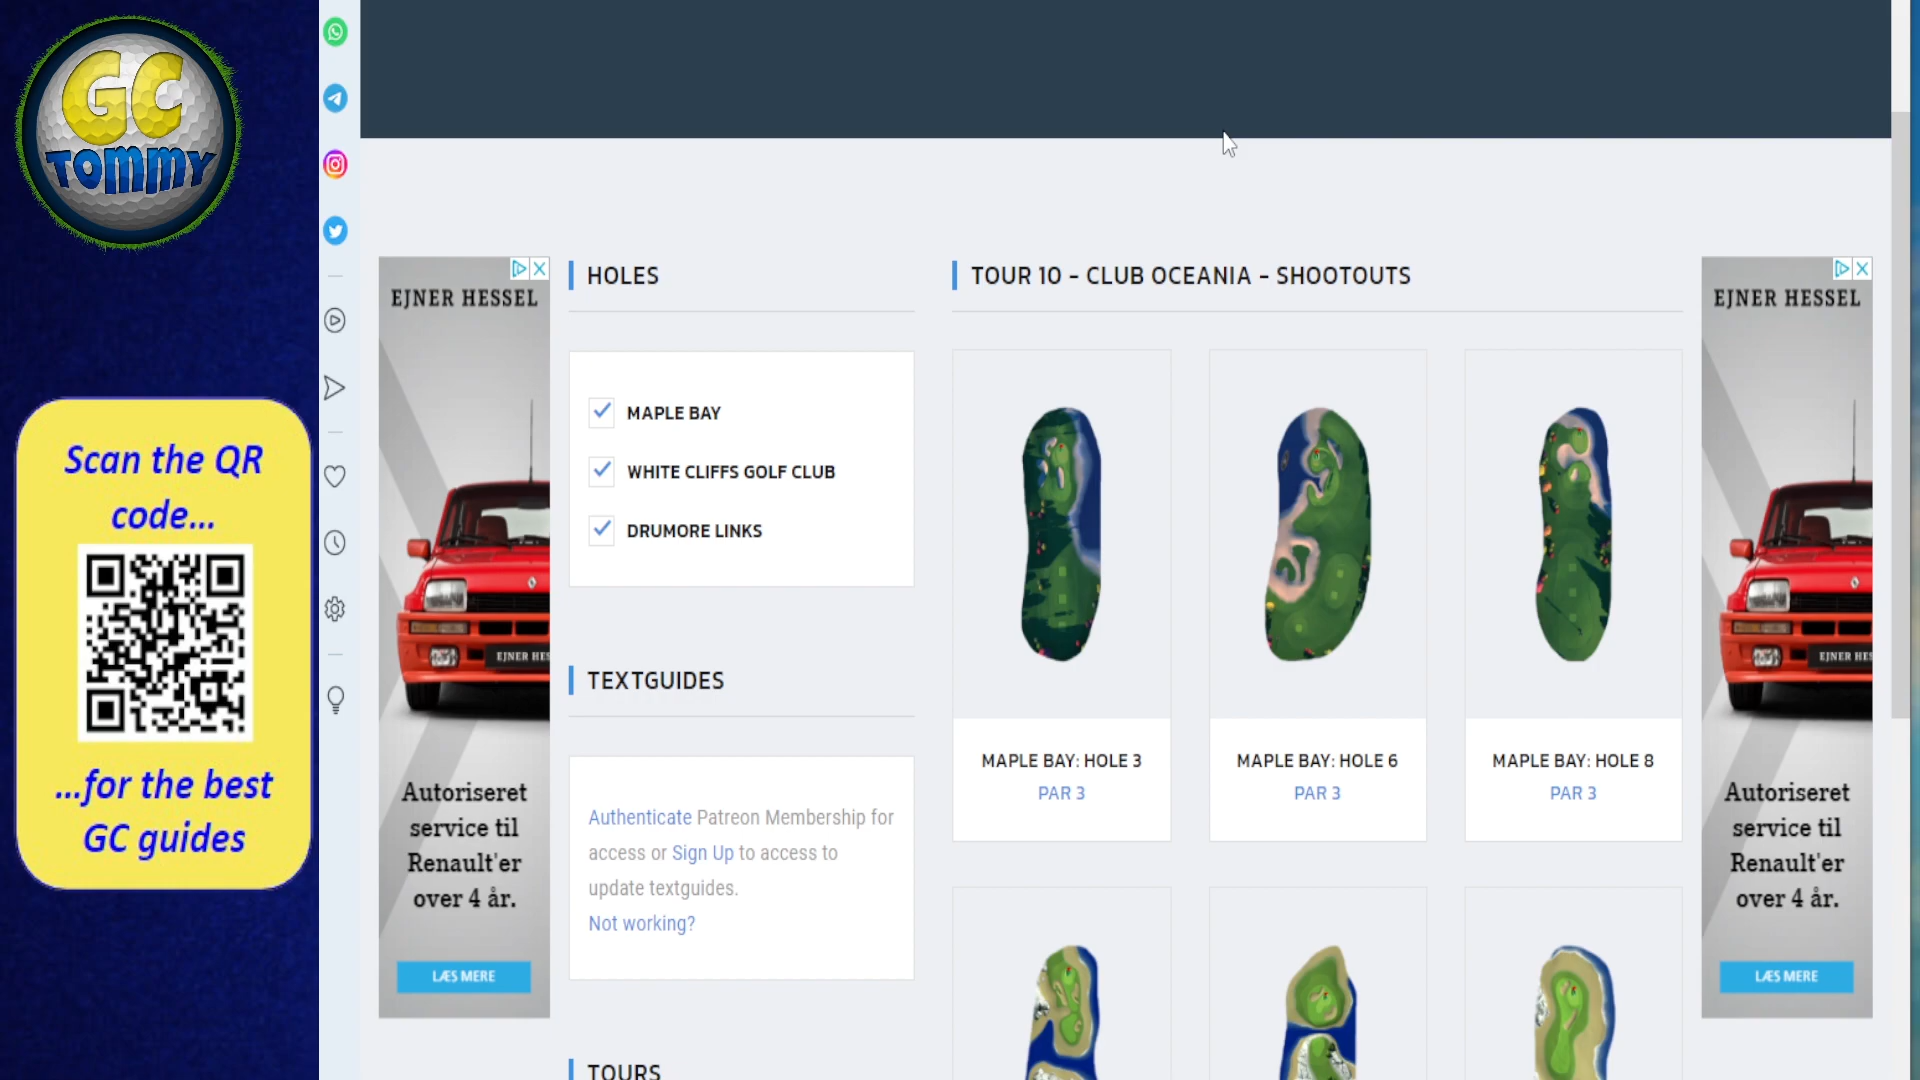 GC
TOMMY
Scan the QR
code...
...for the best
GC guides
EJNER HESSEL
EJNER HES
Autoriseret
service til
Renault'er
over 4 år.
LÆS MERE
HOLES
MAPLE BAY
WHITE CLIFFS GOLF CLUB
DRUMORE LINKS
TEXTGUIDES
Authenticate Patreon Membership for
access or Sign Up to access to
update textguides.
Not working?
TOURS
TOUR 10 - CLUB OCEANIA - SHOOTOUTS
MAPLE BAY: HOLE 3
PAR 3
MAPLE BAY: HOLE 6
PAR 3
MAPLE BAY: HOLE 8
PAR 3
EJNER HESSEL
EJNER HES
Autoriseret
service til
Renault'er
over 4 år.
LÆS MERE